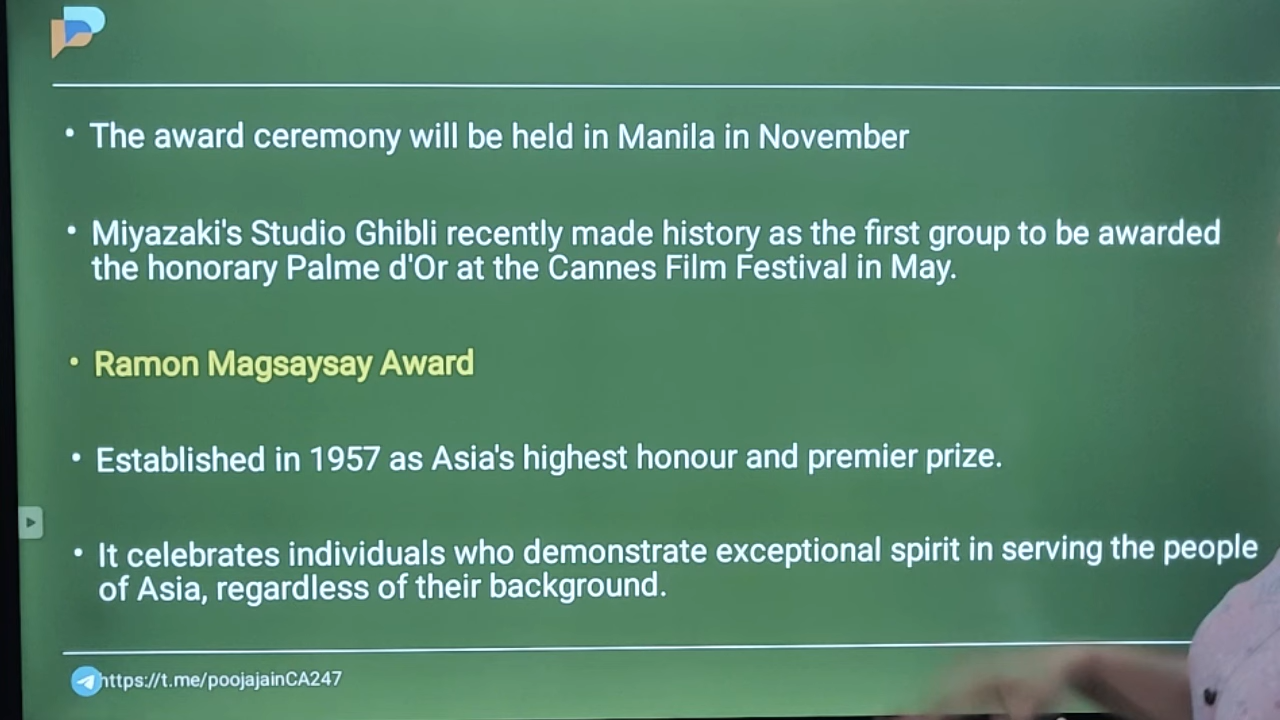 • The award ceremony will be held in Manila in November
• Miyazaki's Studio Ghibli recently made history as the first group to be awarded
the honorary Palme d'Or at the Cannes Film Festival in May.
• Ramon Magsaysay Award
• Established in 1957 as Asia's highest honour and premier prize.
• It celebrates individuals who demonstrate exceptional spirit in serving the people
of Asia, regardless of their background.
https://t.me/poojajainCA247